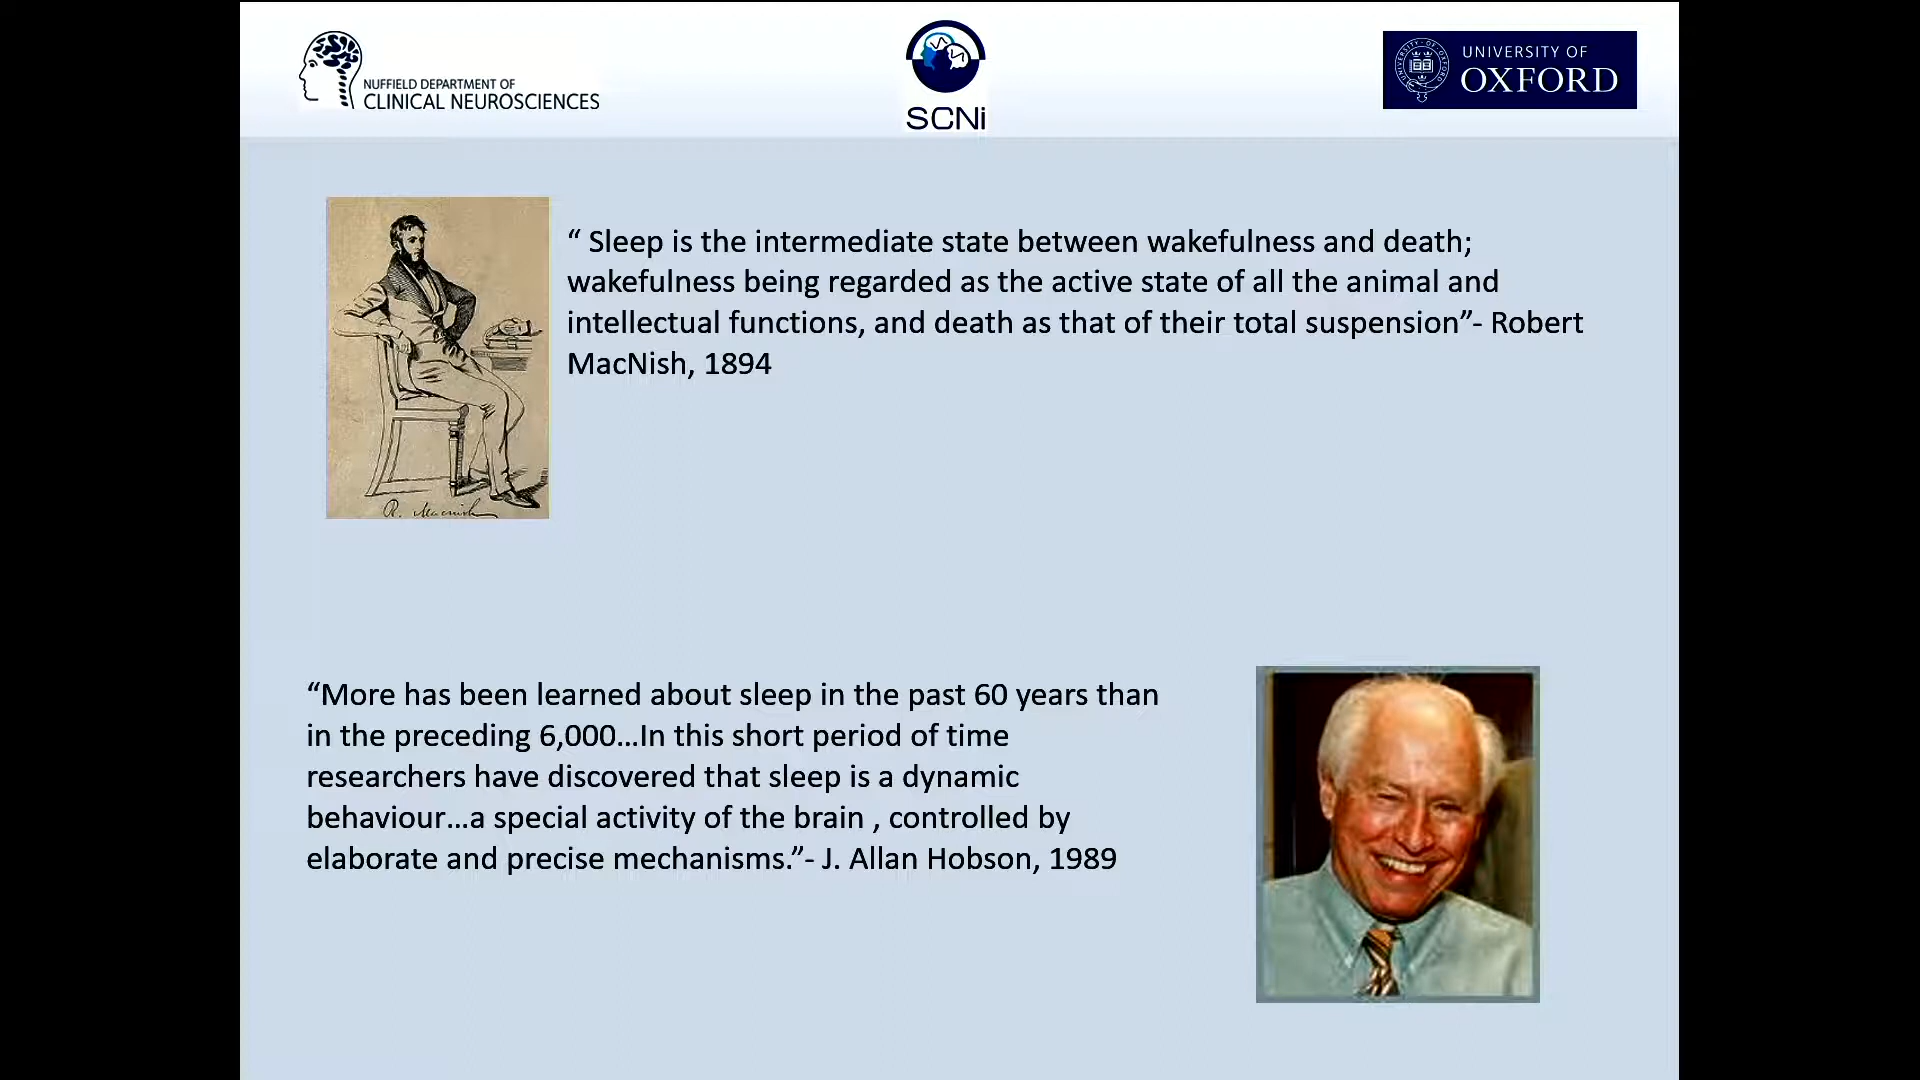 NUFFIELD DEPARTMENT OF
CLINICAL NEUROSCIENCES
SCNi
UNIVERSITY OF
OXFORD
“ Sleep is the intermediate state between wakefulness and death;
wakefulness being regarded as the active state of all the animal and
intellectual functions, and death as that of their total suspension”- Robert
MacNish, 1894
R. Macnish
“More has been learned about sleep in the past 60 years than
in the preceding 6,000…In this short period of time
researchers have discovered that sleep is a dynamic
behaviour…a special activity of the brain , controlled by
elaborate and precise mechanisms.”- J. Allan Hobson, 1989